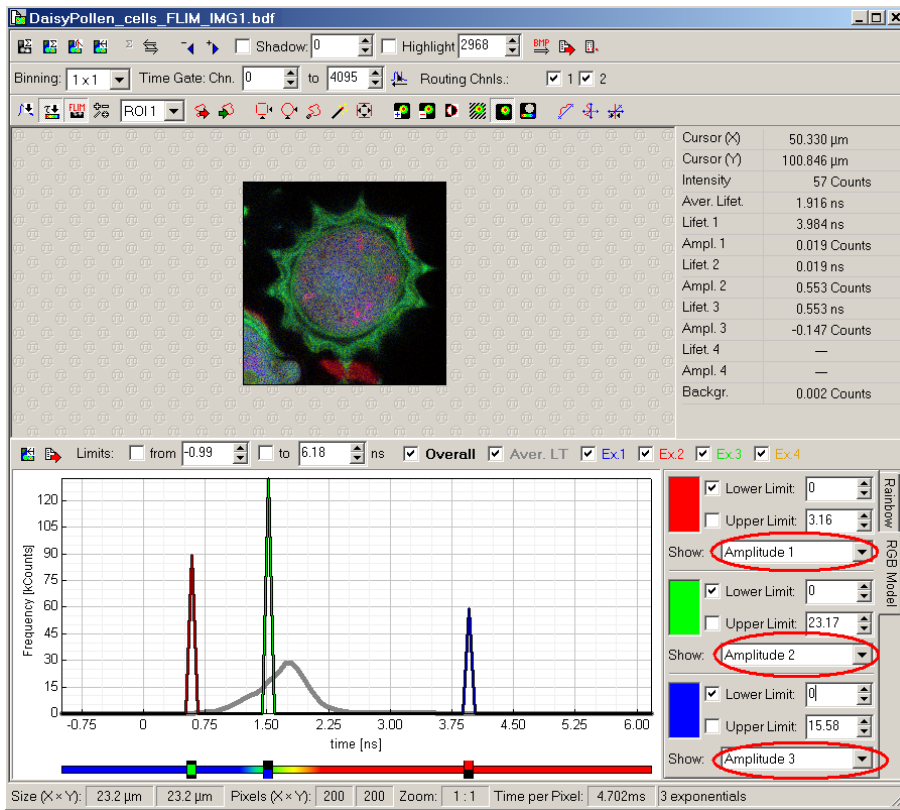 DaisyPollen_cells_FLIM_IMG1.bdf
Σ Shadow: 0 Highlight 2968 BMP
Binning: 1 x 1 Time Gate: Chn. 0 to 4095 Routing Chnls.: 1 2
FLIM ROI 1
Cursor (X) 50.330 µm
Cursor (Y) 100.846 µm
Intensity 57 Counts
Aver. Lifet. 1.916 ns
Lifet. 1 3.984 ns
Ampl. 1 0.019 Counts
Lifet. 2 0.019 ns
Ampl. 2 0.553 Counts
Lifet. 3 0.553 ns
Ampl. 3 -0.147 Counts
Lifet. 4 —
Ampl. 4 —
Backgr. 0.002 Counts
Limits: from -0.99 to 6.18 ns Overall Aver. LT Ex.1 Ex.2 Ex.3 Ex.4
Frequency [kCounts]
120
105
90
75
60
45
30
15
0
-0.75 0 0.75 1.50 2.25 3.00 3.75 4.50 5.25 6.00
time [ns]
Lower Limit: 0
Upper Limit: 3.16
Show: Amplitude 1
Lower Limit: 0
Upper Limit: 23.17
Show: Amplitude 2
Lower Limit: 0
Upper Limit: 15.58
Show: Amplitude 3
Rainbow
RGB Model
Size (X × Y): 23.2 µm 23.2 µm Pixels (X × Y): 200 200 Zoom: 1 : 1 Time per Pixel: 4.702ms 3 exponentials